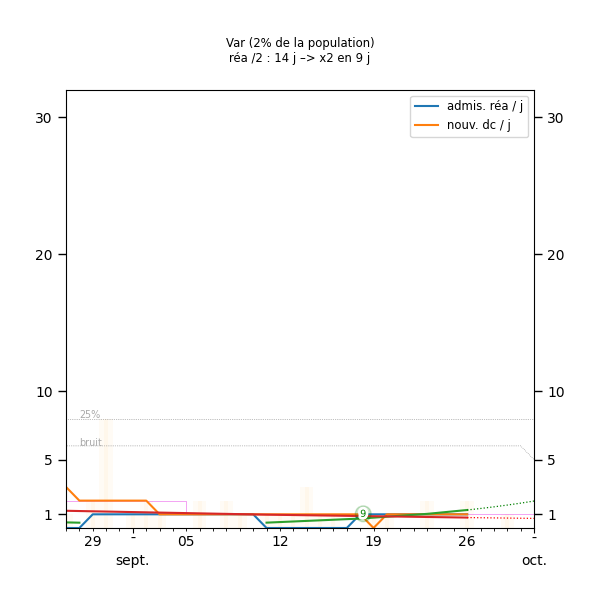 Var (2% de la population)
réa /2 : 14 j –> x2 en 9 j
admis. réa / j
nouv. dc / j
30
30
20
20
10
10
25%
bruit
5
5
9
1
1
29
-
05
12
19
26
-
sept.
oct.